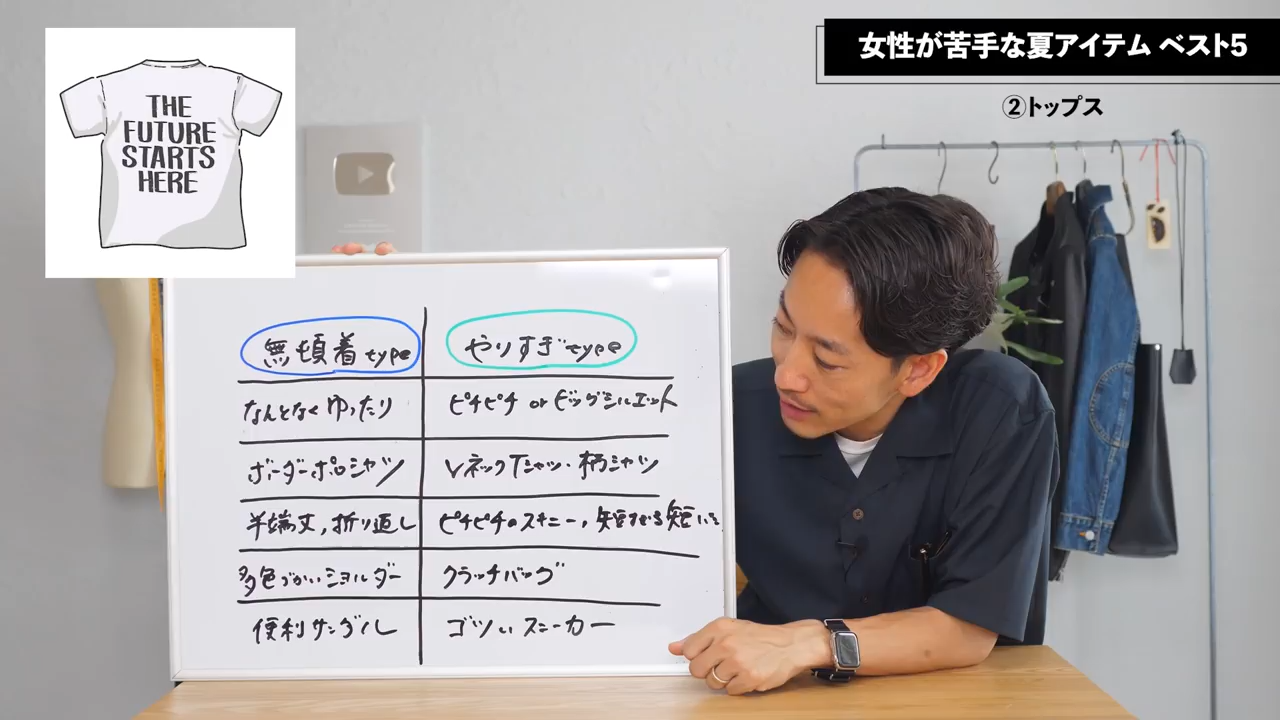 女性が苦手な夏アイテム ベスト5
②トップス
THE
FUTURE
STARTS
HERE
無頓着type
やりすぎtype
なんとなくゆったり
ピチピチ or ビッグシルエット
ボーダーポロシャツ
Vネック Tシャツ・柄シャツ
半端丈, 折り返し
ピチピチのスキニー, 短すぎる短パン
多色づかいショルダー
クラッチバッグ
便利サンダル
ゴツいスニーカー